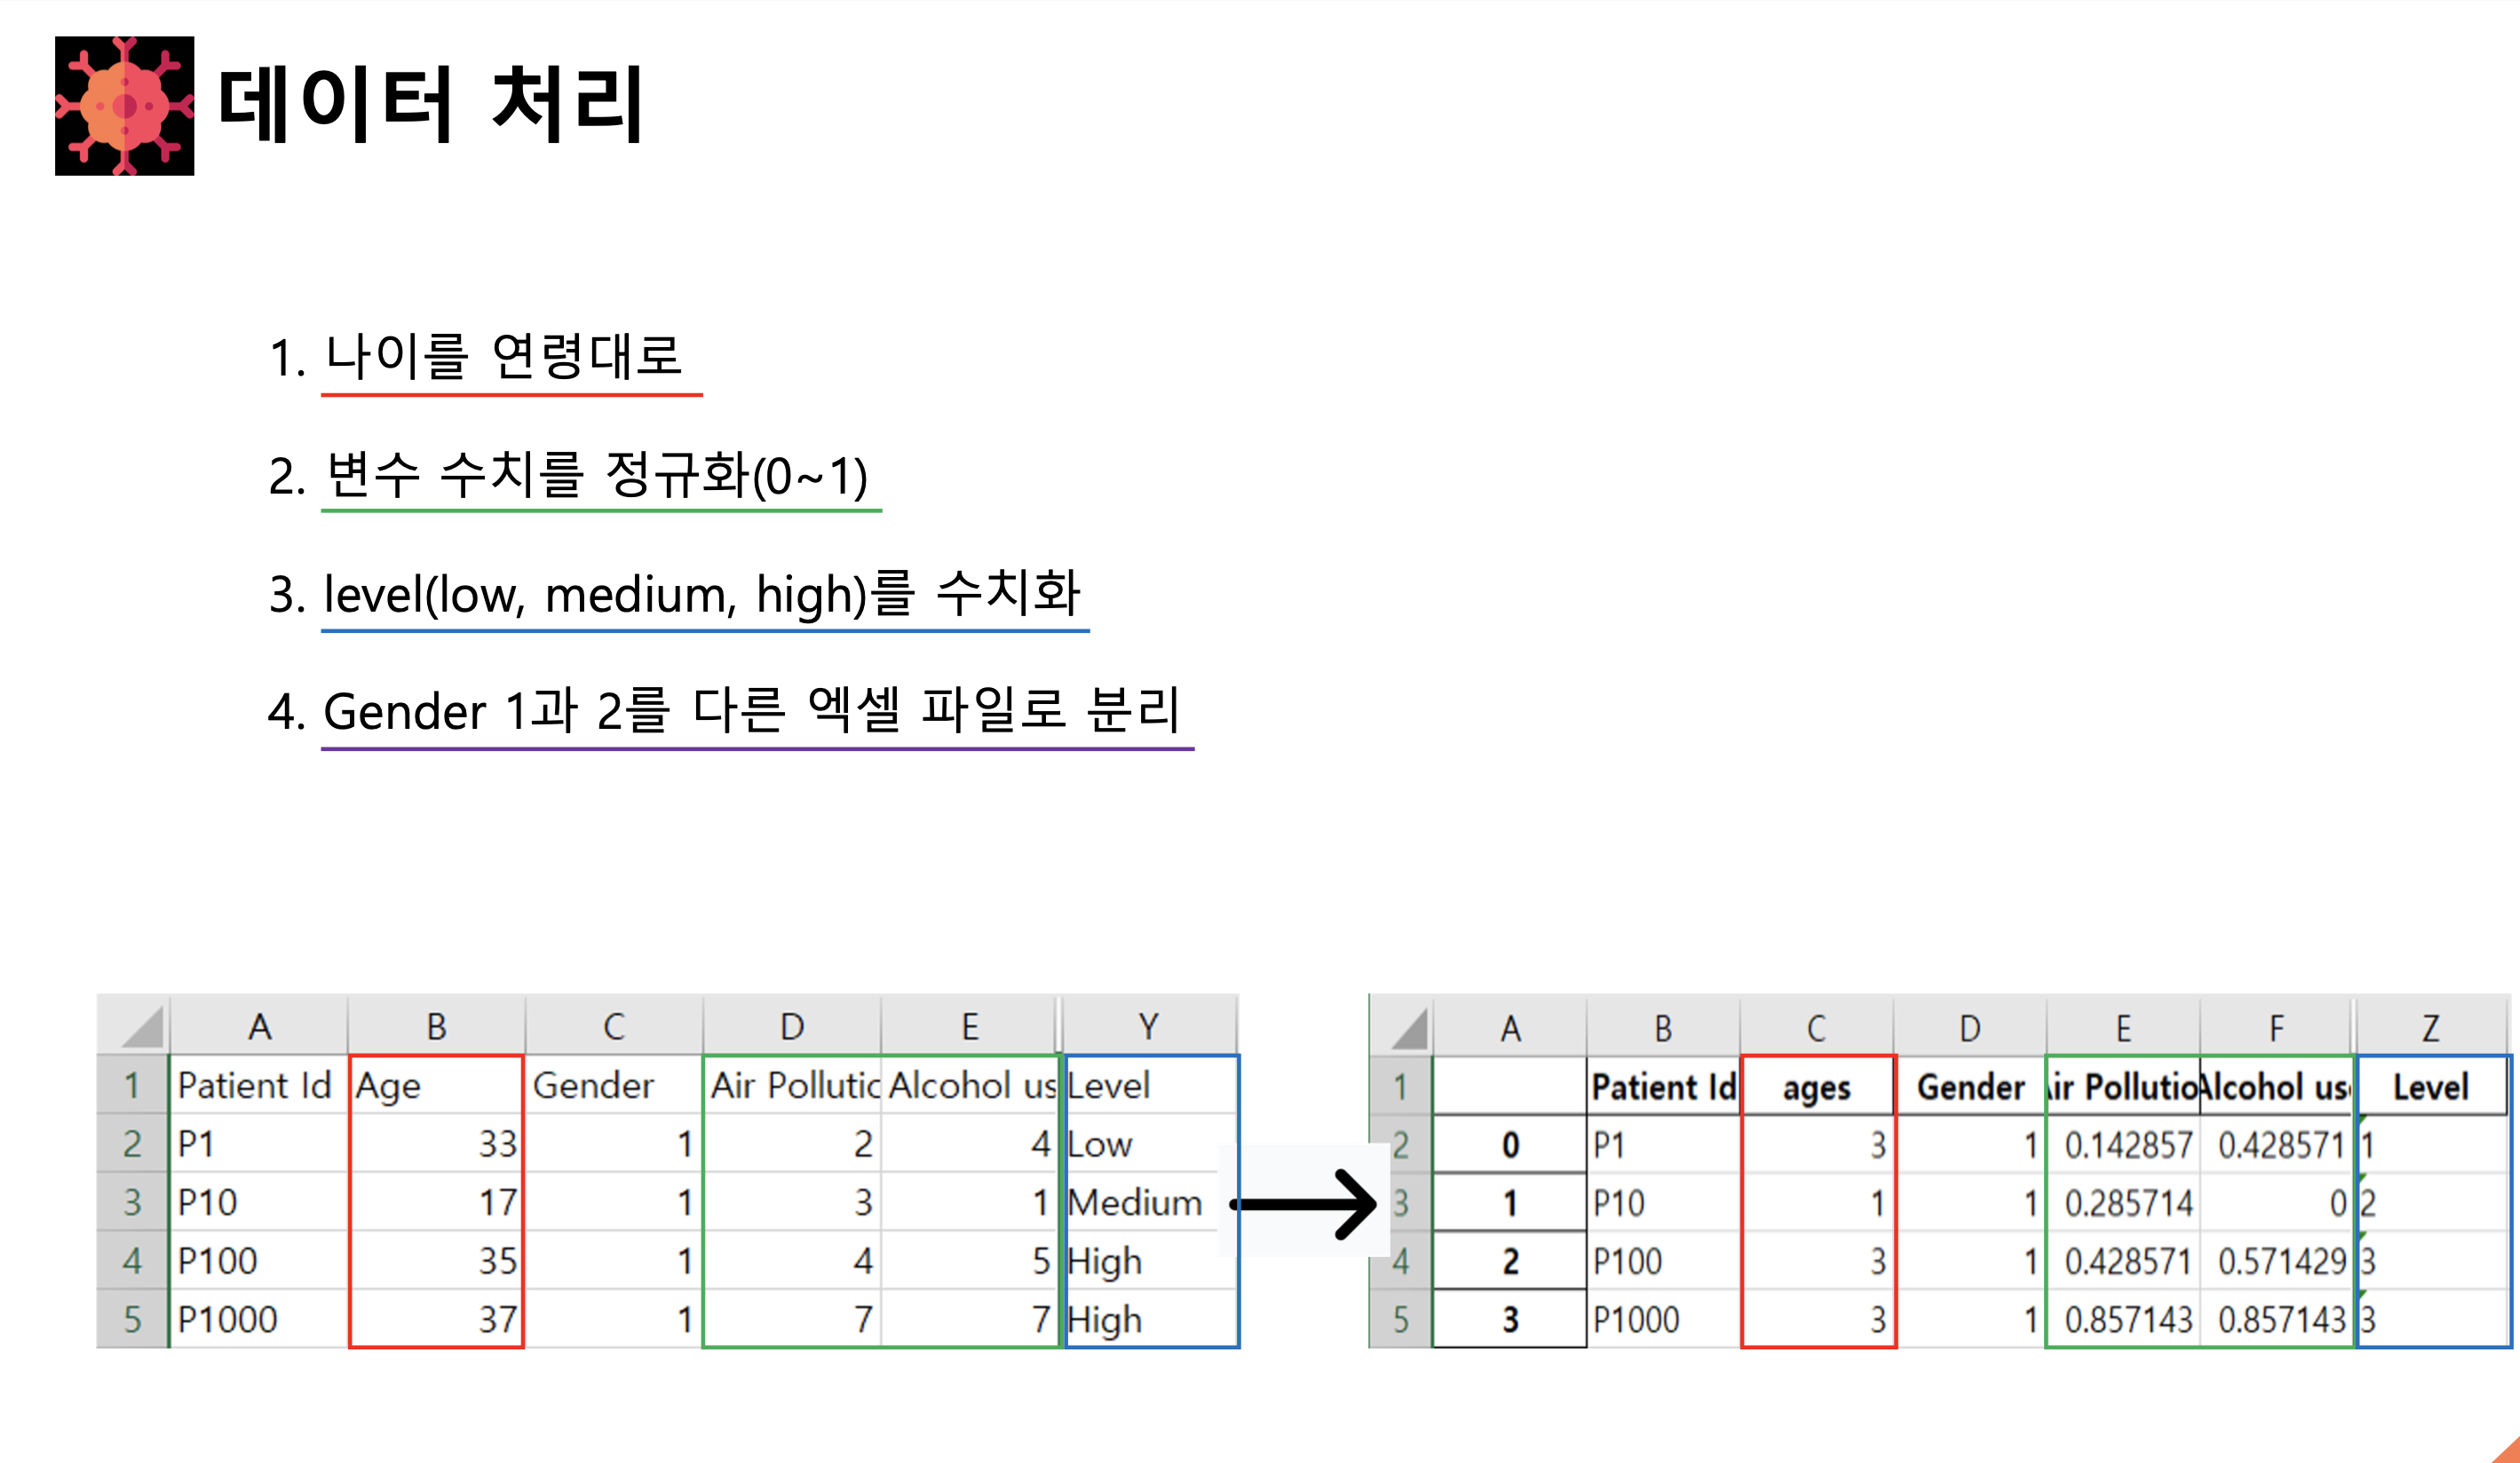 데이터 처리
1. 나이를 연령대로
2. 변수 수치를 정규화(0~1)
3. level(low, medium, high)를 수치화
4. Gender 1과 2를 다른 엑셀 파일로 분리
A B C D E Y
1 Patient Id Age Gender Air Pollutic Alcohol us Level
2 P1 33 1 2 4 Low
3 P10 17 1 3 1 Medium
4 P100 35 1 4 5 High
5 P1000 37 1 7 7 High
A B C D E F Z
1 Patient Id ages Gender ir Pollutio Alcohol us Level
2 0 P1 3 1 0.142857 0.428571 1
3 1 P10 1 1 0.285714 0 2
4 2 P100 3 1 0.428571 0.571429 3
5 3 P1000 3 1 0.857143 0.857143 3